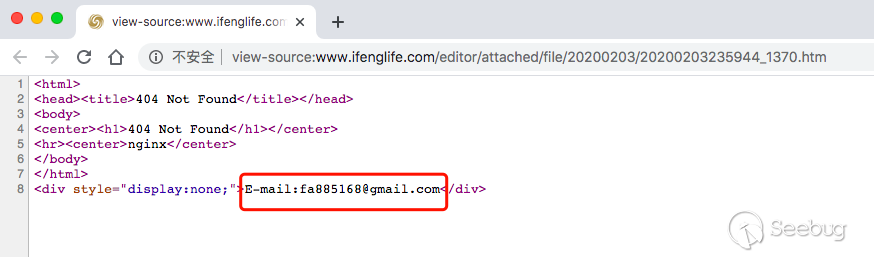 view-source:www.ifenglife.com
不安全 | view-source:www.ifenglife.com/editor/attached/file/20200203/20200203235944_1370.htm
1 <html>
2 <head><title>404 Not Found</title></head>
3 <body>
4 <center><h1>404 Not Found</h1></center>
5 <hr><center>nginx</center>
6 </body>
7 </html>
8 <div style="display:none;">E-mail:fa885168@gmail.com</div>
Seebug